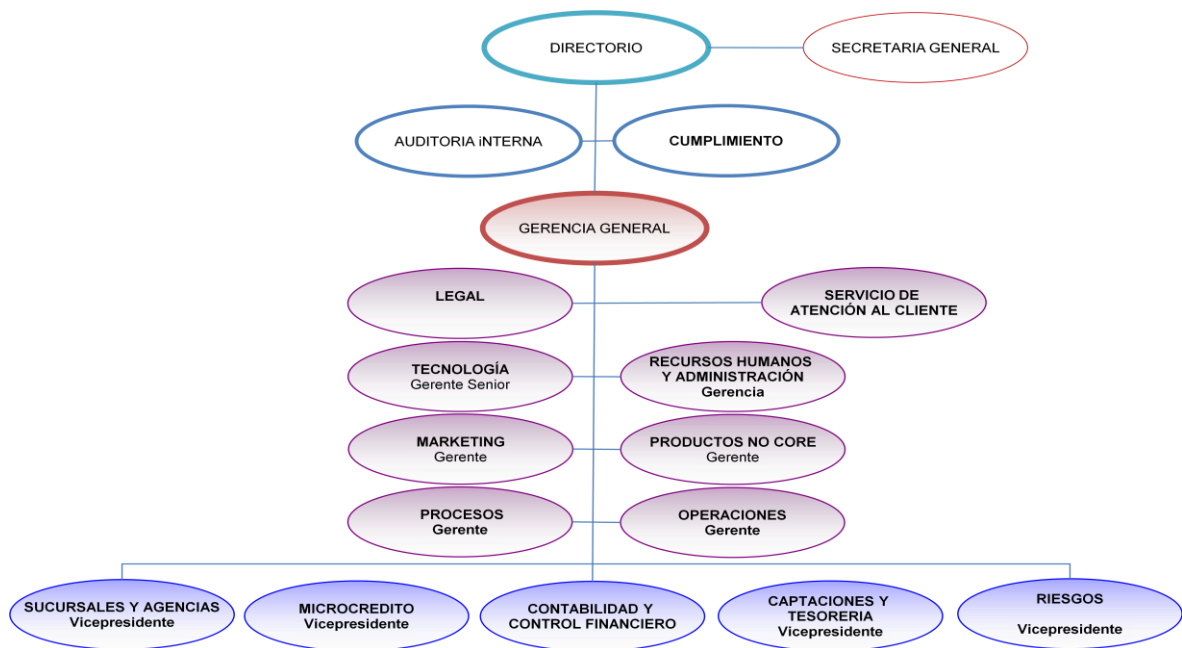 DIRECTORIO
SECRETARIA GENERAL
AUDITORIA iNTERNA
CUMPLIMIENTO
GERENCIA GENERAL
LEGAL
SERVICIO DE
ATENCIÓN AL CLIENTE
TECNOLOGÍA
Gerente Senior
RECURSOS HUMANOS
Y ADMINISTRACIÓN
Gerencia
MARKETING
Gerente
PRODUCTOS NO CORE
Gerente
PROCESOS
Gerente
OPERACIONES
Gerente
SUCURSALES Y AGENCIAS
Vicepresidente
MICROCREDITO
Vicepresidente
CONTABILIDAD Y
CONTROL FINANCIERO
CAPTACIONES Y
TESORERIA
Vicepresidente
RIESGOS
Vicepresidente